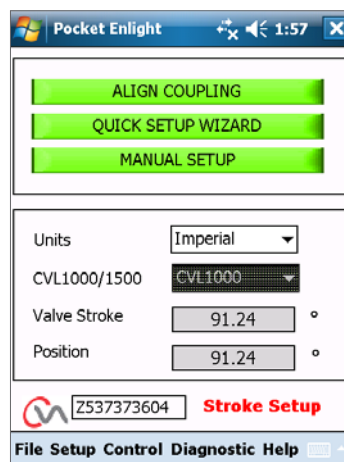 Pocket Enlight 1:57
ALIGN COUPLING
QUICK SETUP WIZARD
MANUAL SETUP
Units Imperial
CVL1000/1500 CVL1000
Valve Stroke 91.24 °
Position 91.24 °
Z537373604 Stroke Setup
File Setup Control Diagnostic Help